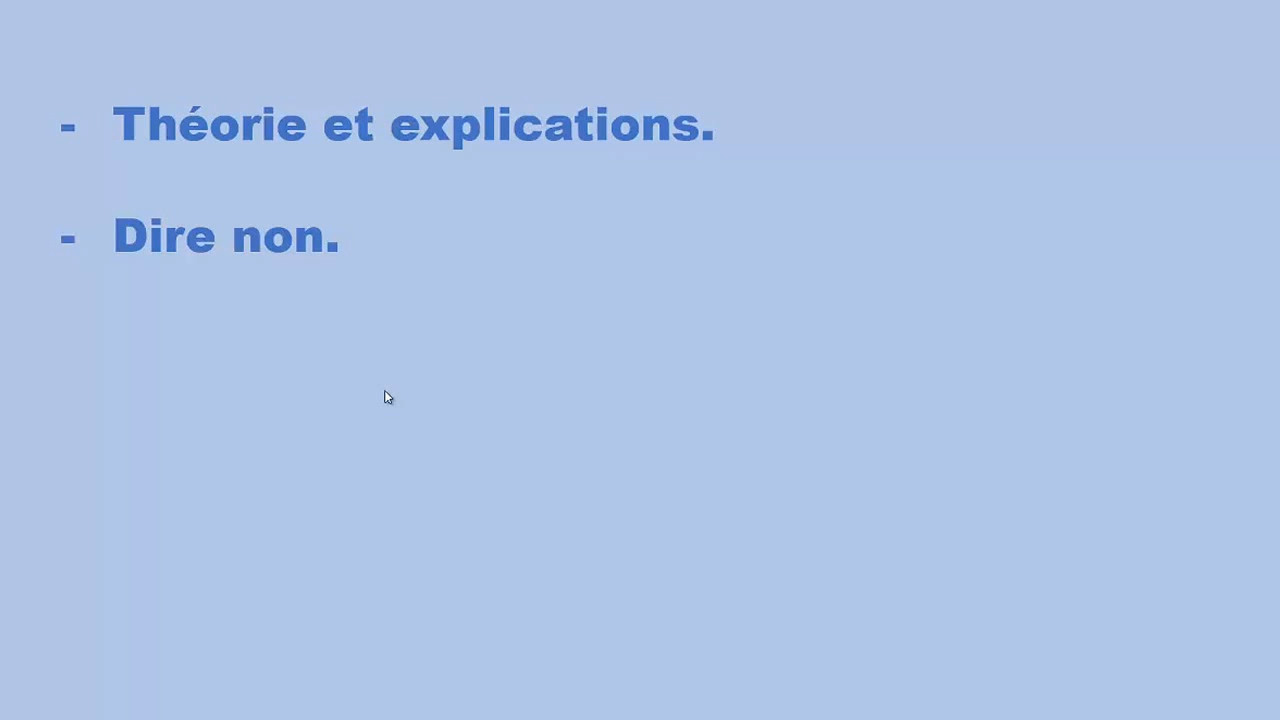 - Théorie et explications.
- Dire non.